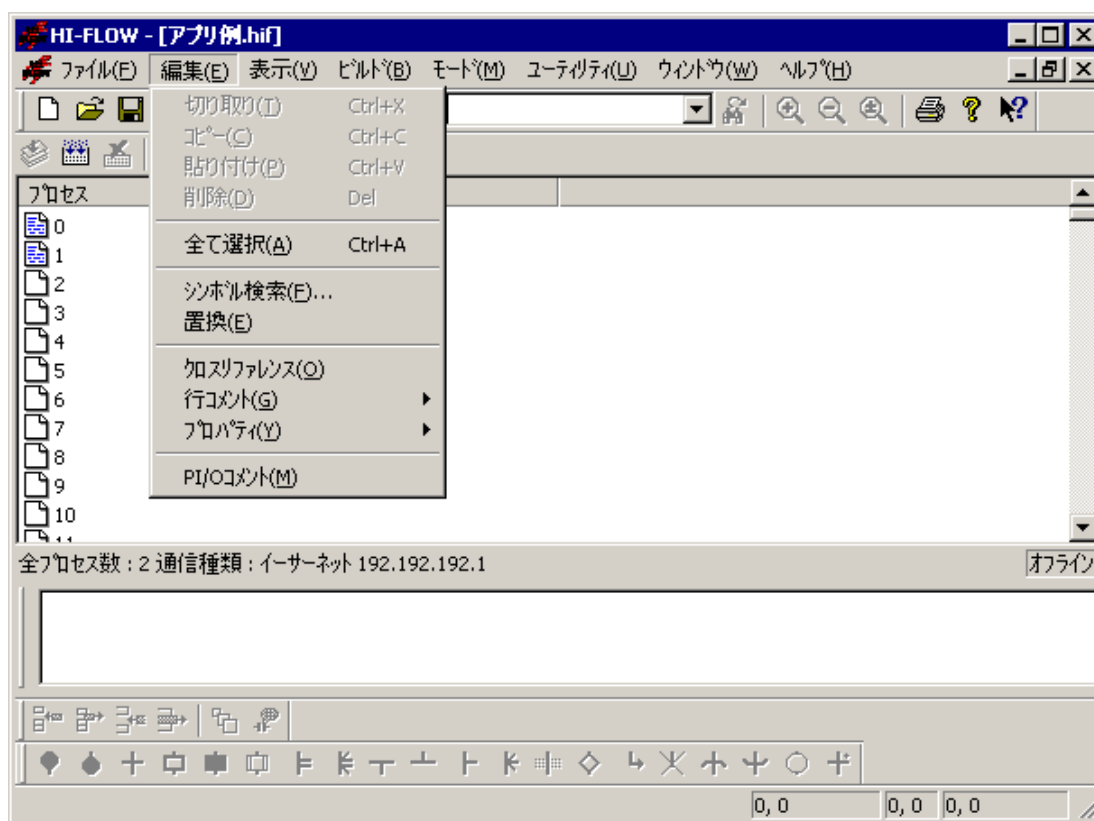 HI-FLOW - [アプリ例.hif]
ファイル(F) 編集(E) 表示(V) ビルド(B) モード(M) ユーティリティ(U) ウィンドウ(W) ヘルプ(H)
切り取り(T) Ctrl+X
コピー(C) Ctrl+C
貼り付け(P) Ctrl+V
削除(D) Del
全て選択(A) Ctrl+A
シンボル検索(F)...
置換(E)
クロスリファレンス(O)
行コメント(G)
プロパティ(Y)
PI/Oコメント(M)
プロセス
0
1
2
3
4
5
6
7
8
9
10
11
全プロセス数 : 2 通信種類 : イーサーネット 192.192.192.1 オフライン
0, 0 0, 0 0, 0